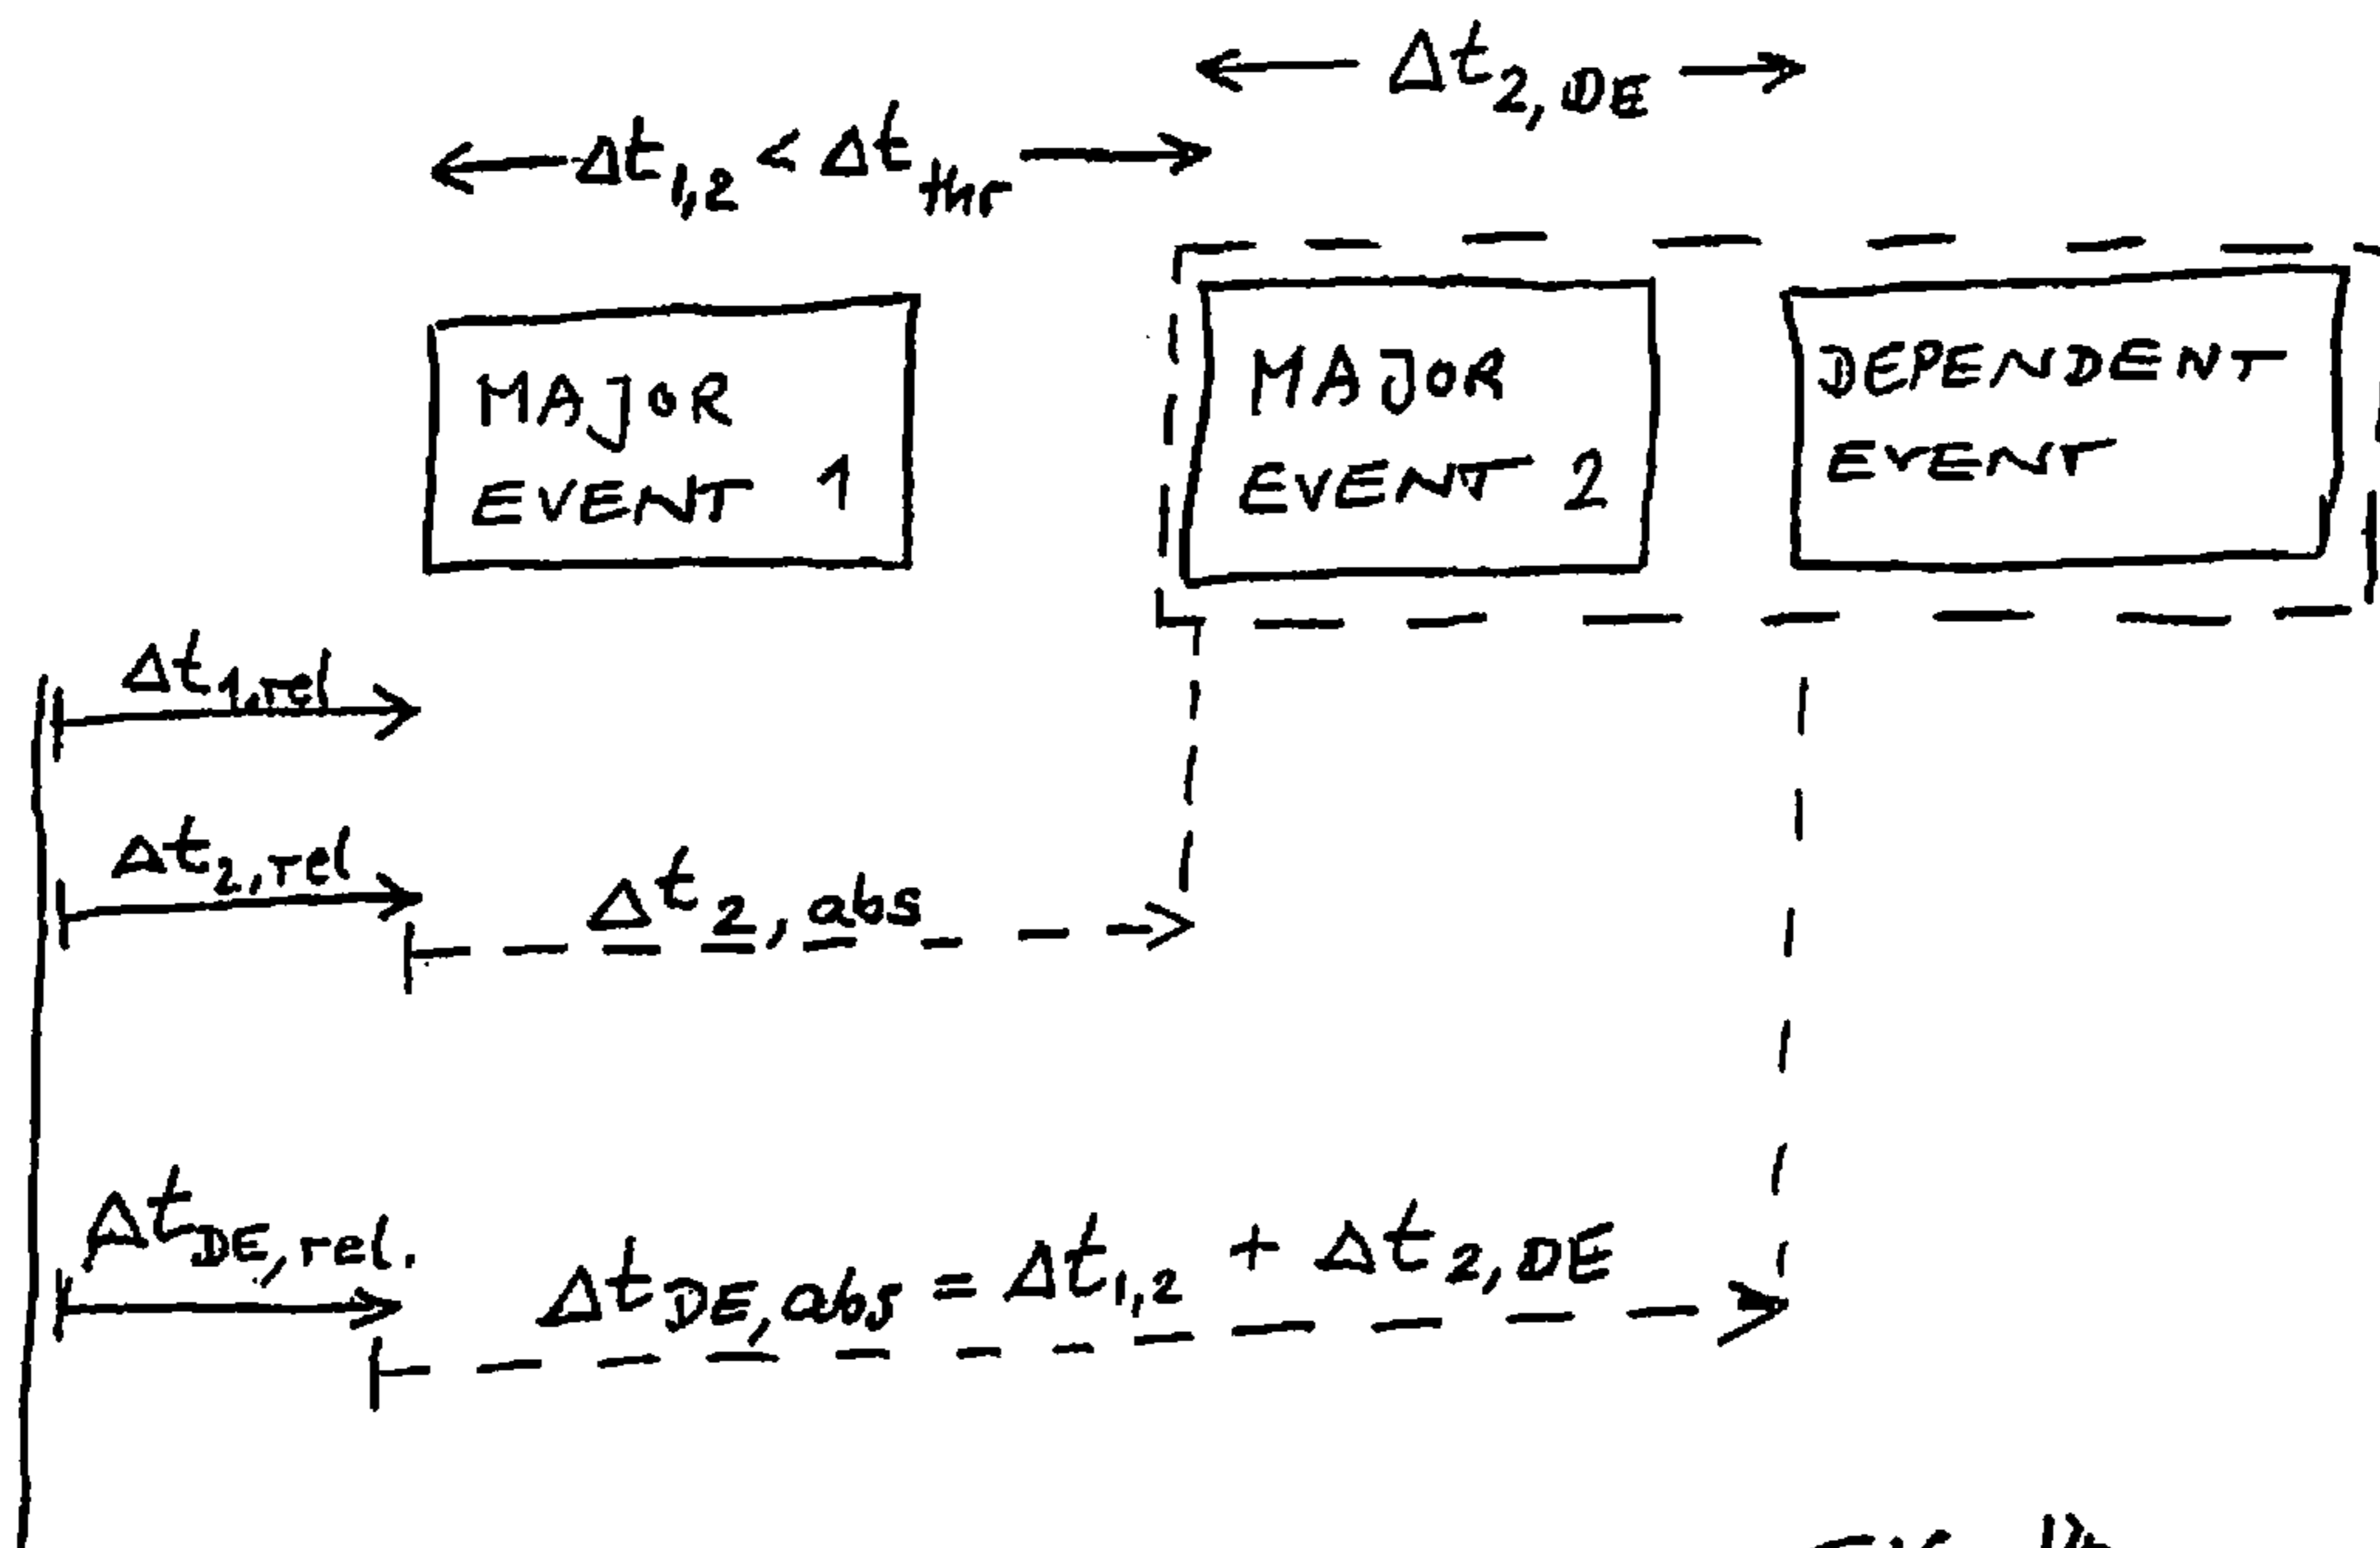 Δt2,DE
Δt1,2 < Δtthr
MAJOR
EVENT 1
MAJOR
EVENT 2
DEPENDENT
EVENT
Δt1,rel
Δt2,rel
Δt2,abs
ΔtDE,rel.
ΔtDE,abs = Δt1,2 + Δt2,DE